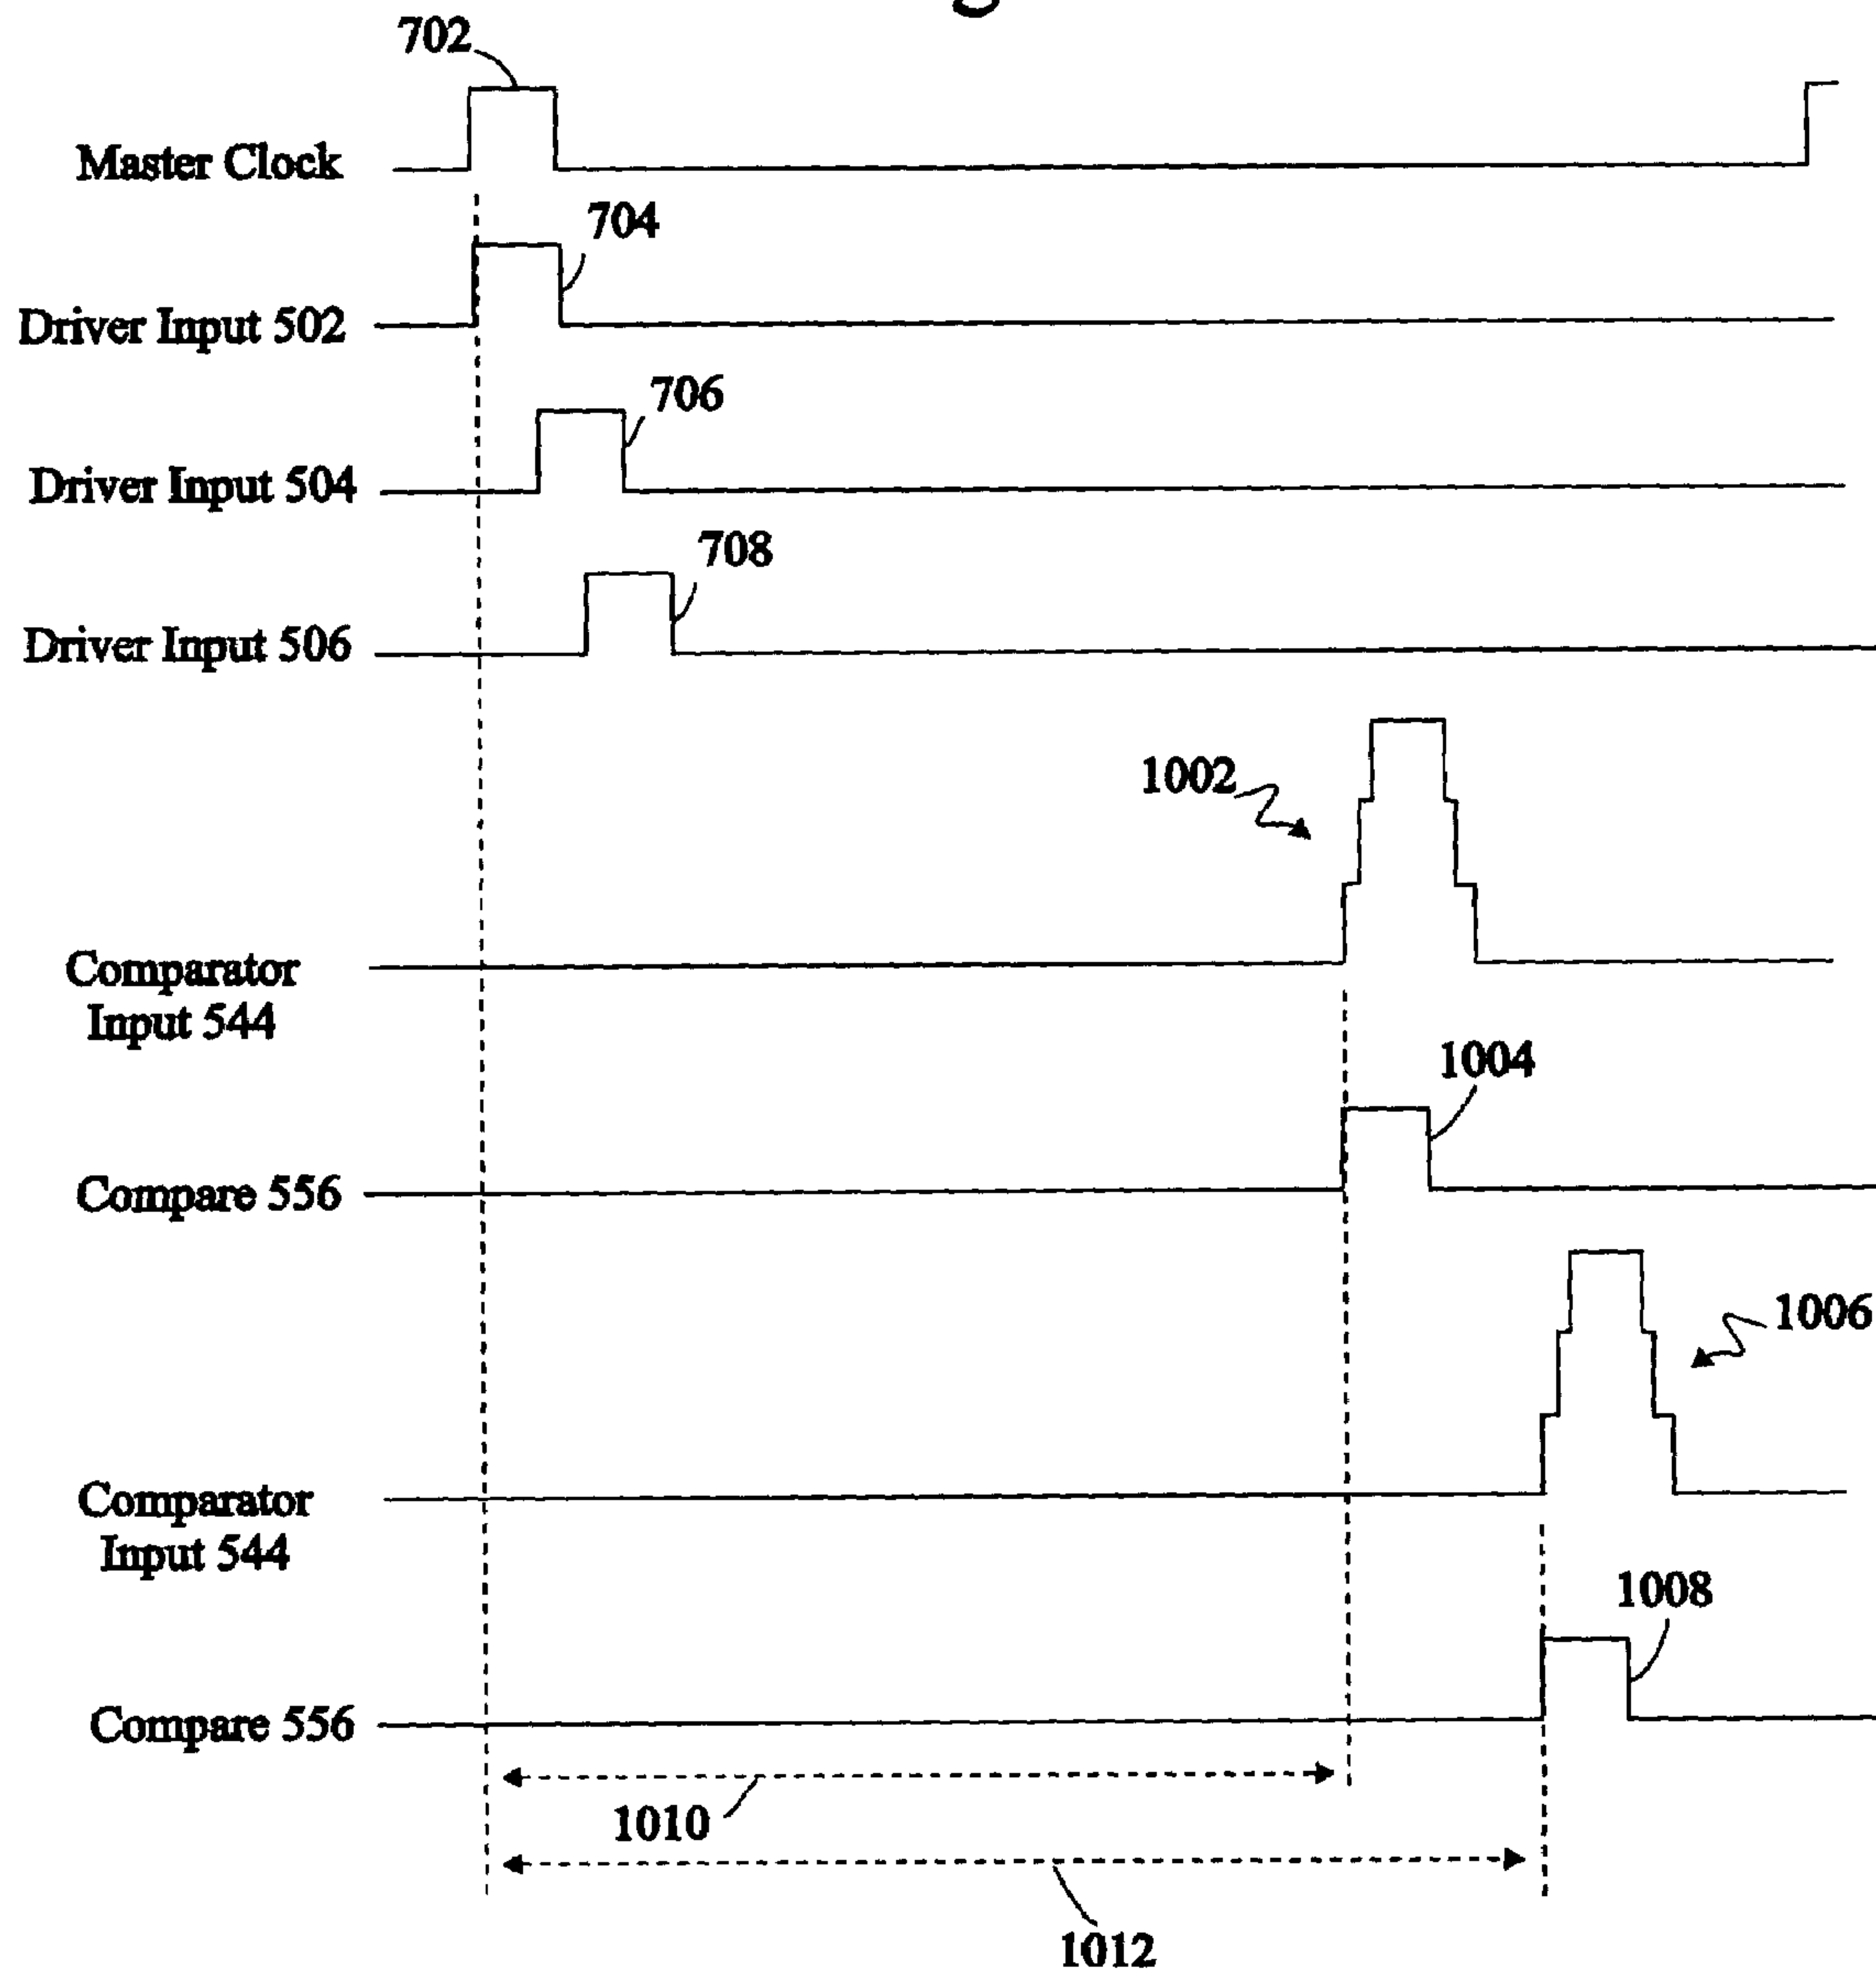 702
Master Clock
704
Driver Input 502
706
Driver Input 504
708
Driver Input 506
1002
Comparator
Input 544
1004
Compare 556
1006
Comparator
Input 544
1008
Compare 556
1010
1012